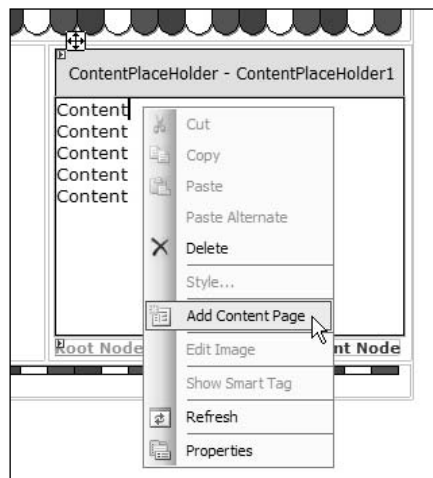 ContentPlaceHolder - ContentPlaceHolder1
Content
Content
Content
Content
Content
Cut
Copy
Paste
Paste Alternate
Delete
Style...
Add Content Page
Edit Image
Show Smart Tag
Refresh
Properties
Root Node
nt Node